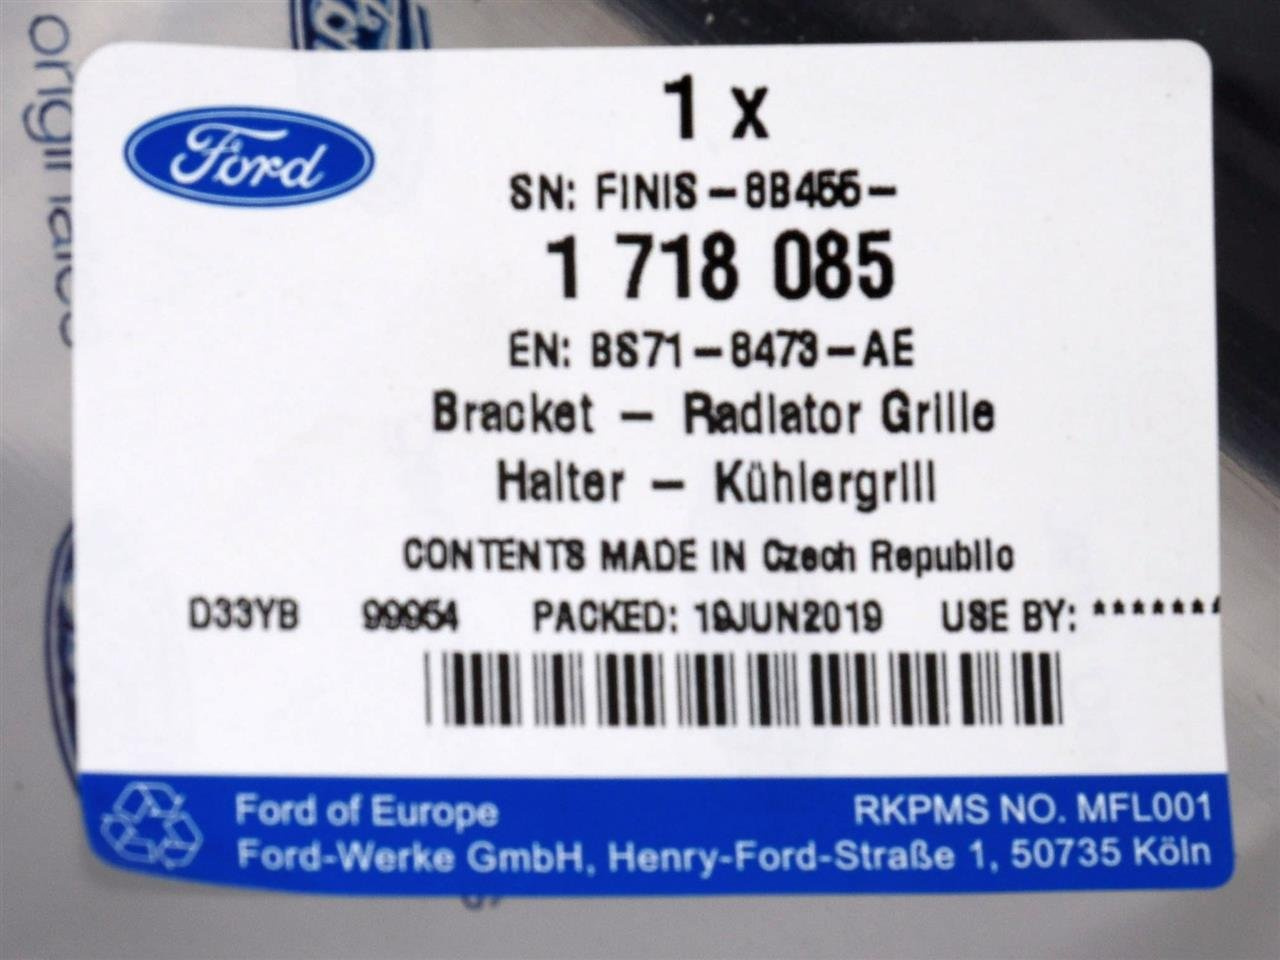 originales
Ford
1 x
SN: FINIS-8B455-
1 718 085
EN: BS71-8473-AE
Bracket - Radiator Grille
Halter - Kühlergrill
CONTENTS MADE IN Czech Republic
D33YB 99954 PACKED: 19JUN2019 USE BY: *******
Ford of Europe RKPMS NO. MFL001
Ford-Werke GmbH, Henry-Ford-Straße 1, 50735 Köln